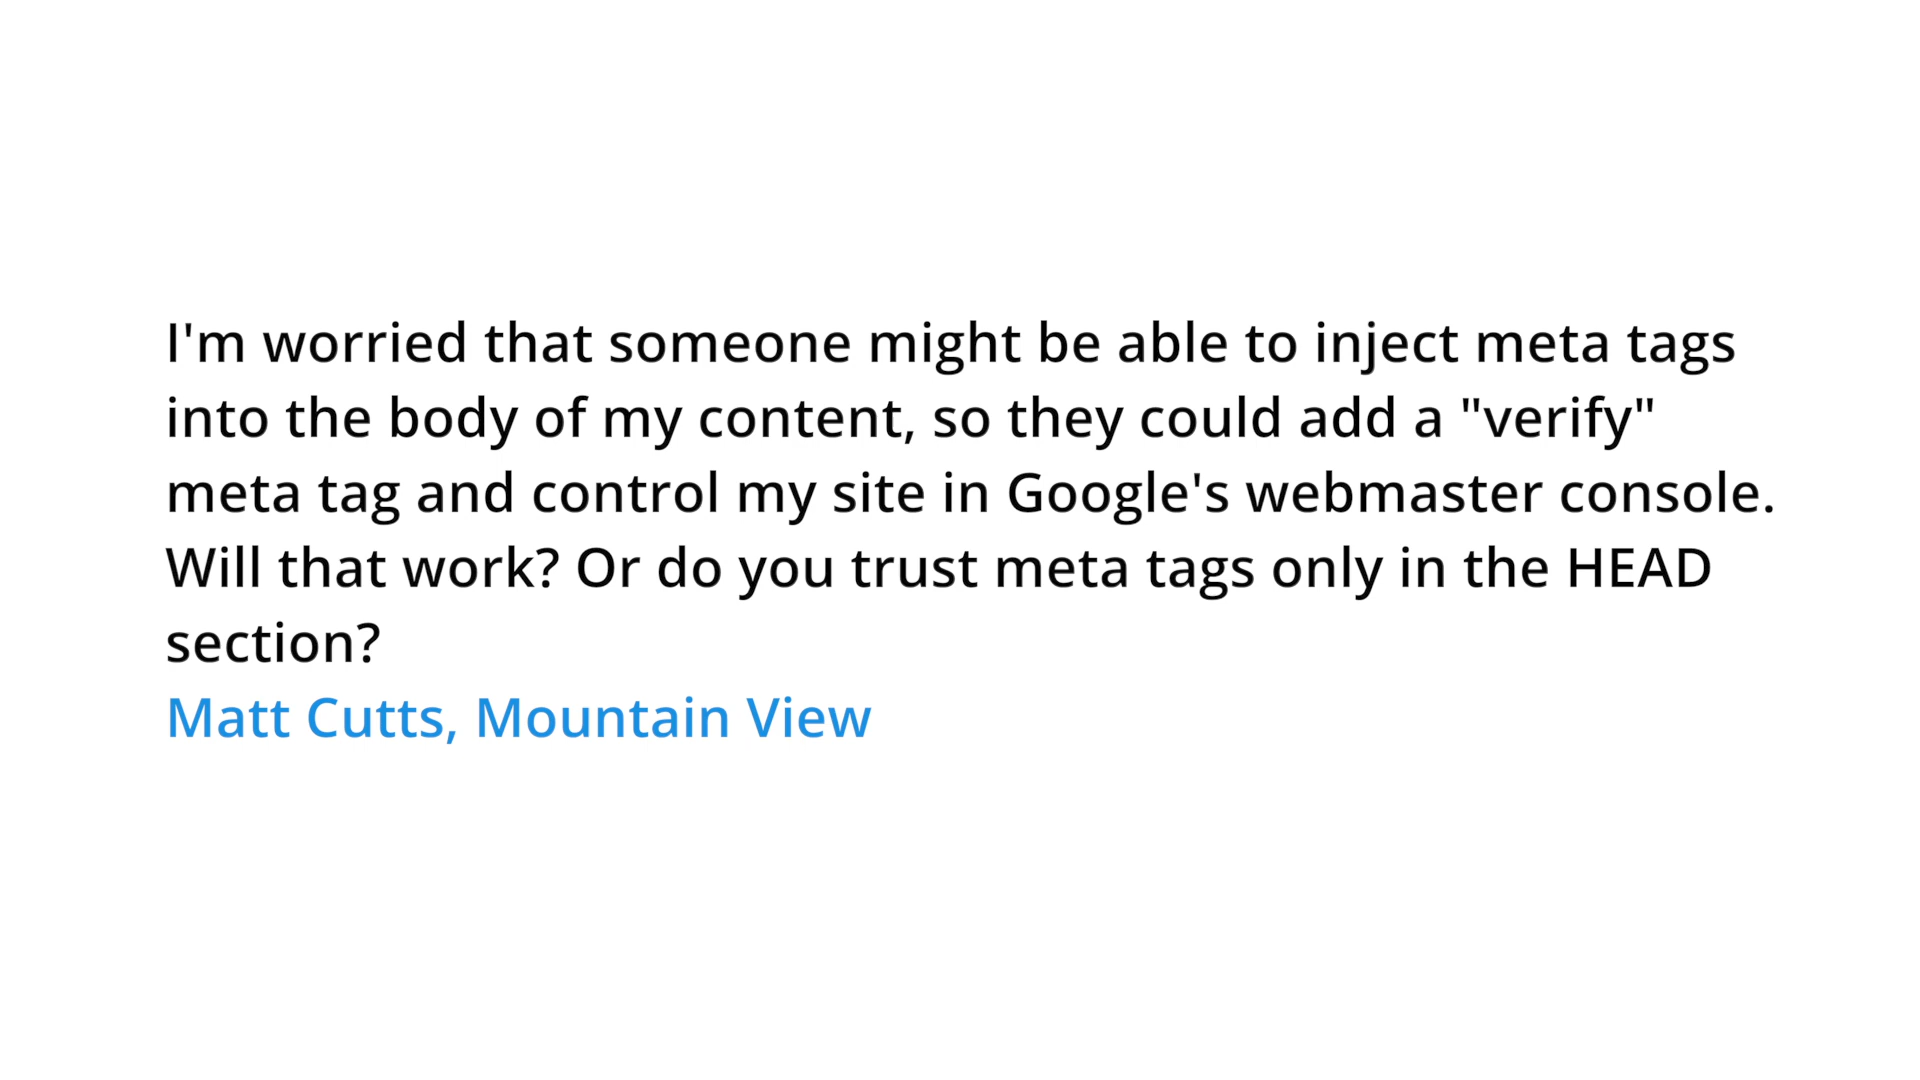 I'm worried that someone might be able to inject meta tags
into the body of my content, so they could add a "verify"
meta tag and control my site in Google's webmaster console.
Will that work? Or do you trust meta tags only in the HEAD
section?
Matt Cutts, Mountain View